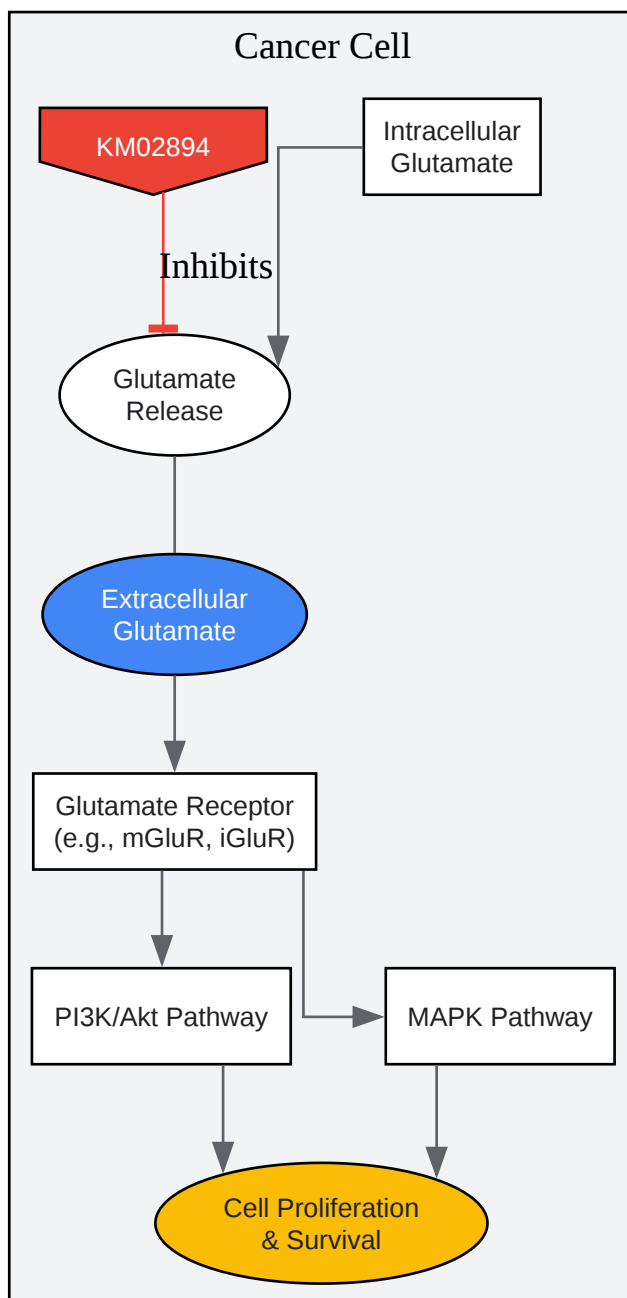 Cancer Cell
KM02894
Intracellular
Glutamate
Inhibits
Glutamate
Release
Extracellular
Glutamate
Glutamate Receptor
(e.g., mGluR, iGluR)
PI3K/Akt Pathway
MAPK Pathway
Cell Proliferation
& Survival